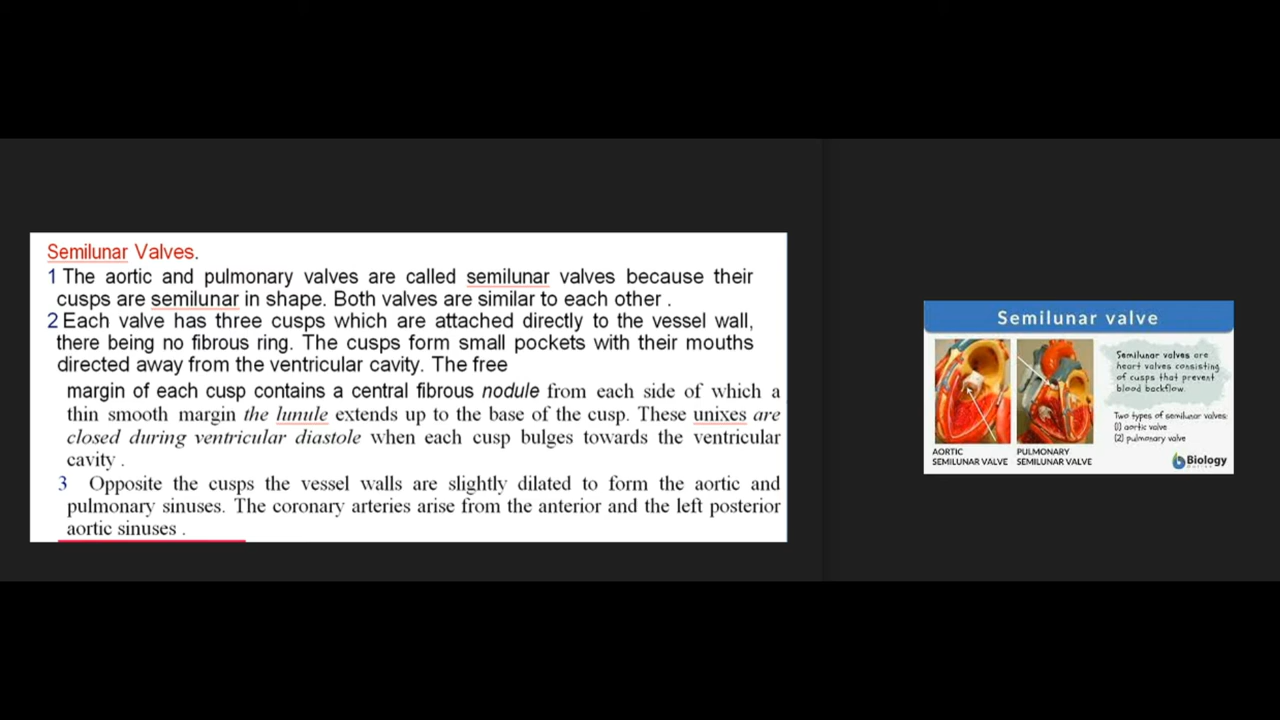 Semilunar Valves.
1 The aortic and pulmonary valves are called semilunar valves because their
cusps are semilunar in shape. Both valves are similar to each other .
2 Each valve has three cusps which are attached directly to the vessel wall,
there being no fibrous ring. The cusps form small pockets with their mouths
directed away from the ventricular cavity. The free
margin of each cusp contains a central fibrous nodule from each side of which a
thin smooth margin the lunule extends up to the base of the cusp. These unixes are
closed during ventricular diastole when each cusp bulges towards the ventricular
cavity .
3 Opposite the cusps the vessel walls are slightly dilated to form the aortic and
pulmonary sinuses. The coronary arteries arise from the anterior and the left posterior
aortic sinuses .
Semilunar valve
Semilunar valves are
heart valves consisting
of cusps that prevent
blood backflow.
Two types of semilunar valves:
(1) aortic valve
(2) pulmonary valve
AORTIC
SEMILUNAR VALVE
PULMONARY
SEMILUNAR VALVE
Biology